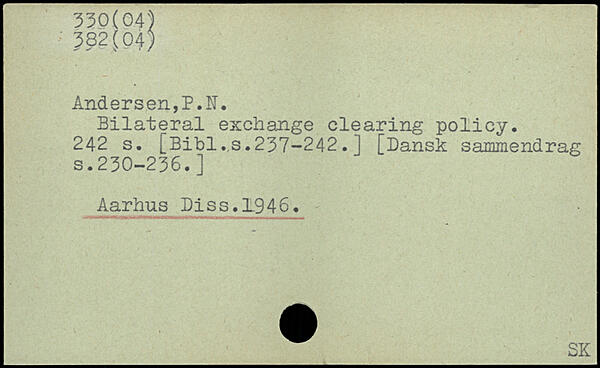 330(04)
382(04)
Andersen,P.N.
Bilateral exchange clearing policy.
242 s. [Bibl.s.237-242.] [Dansk sammendrag
s.230-236.]
Aarhus Diss.1946.
SK